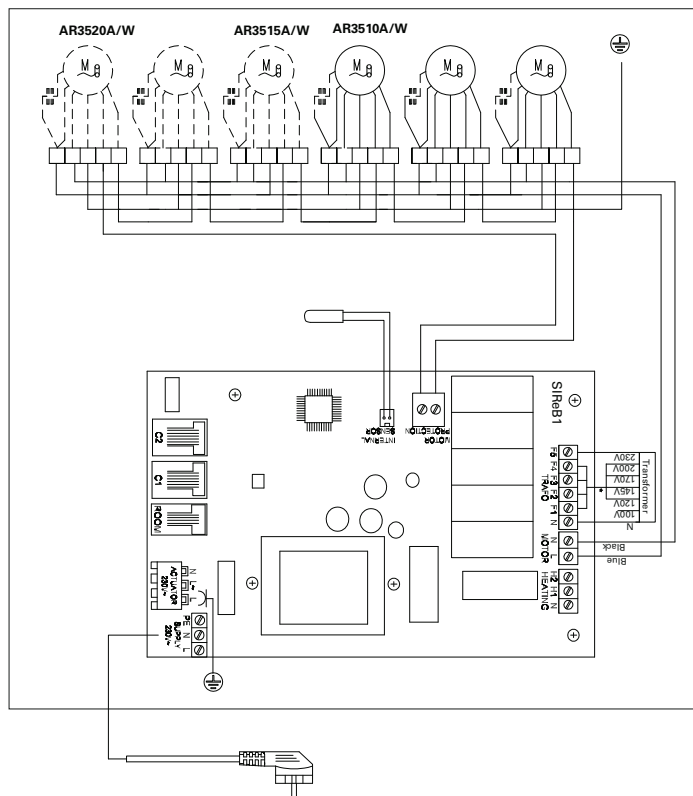 AR3520A/W AR3515A/W AR3510A/W
M M M M M M
SIReB1
INTERNAL SENSOR
MOTOR PROTECTION
C2
C1
ROOM
ACTUATOR 230V~
N
L~
L
PE
N
L
SUPPLY 230V~
F5
F4
F3
F2
F1
N
TRAFO
230V
200V
170V
145V
120V
100V
N
Transformer
N
L
MOTOR
Black
Blue
H2
H1
N
HEATING